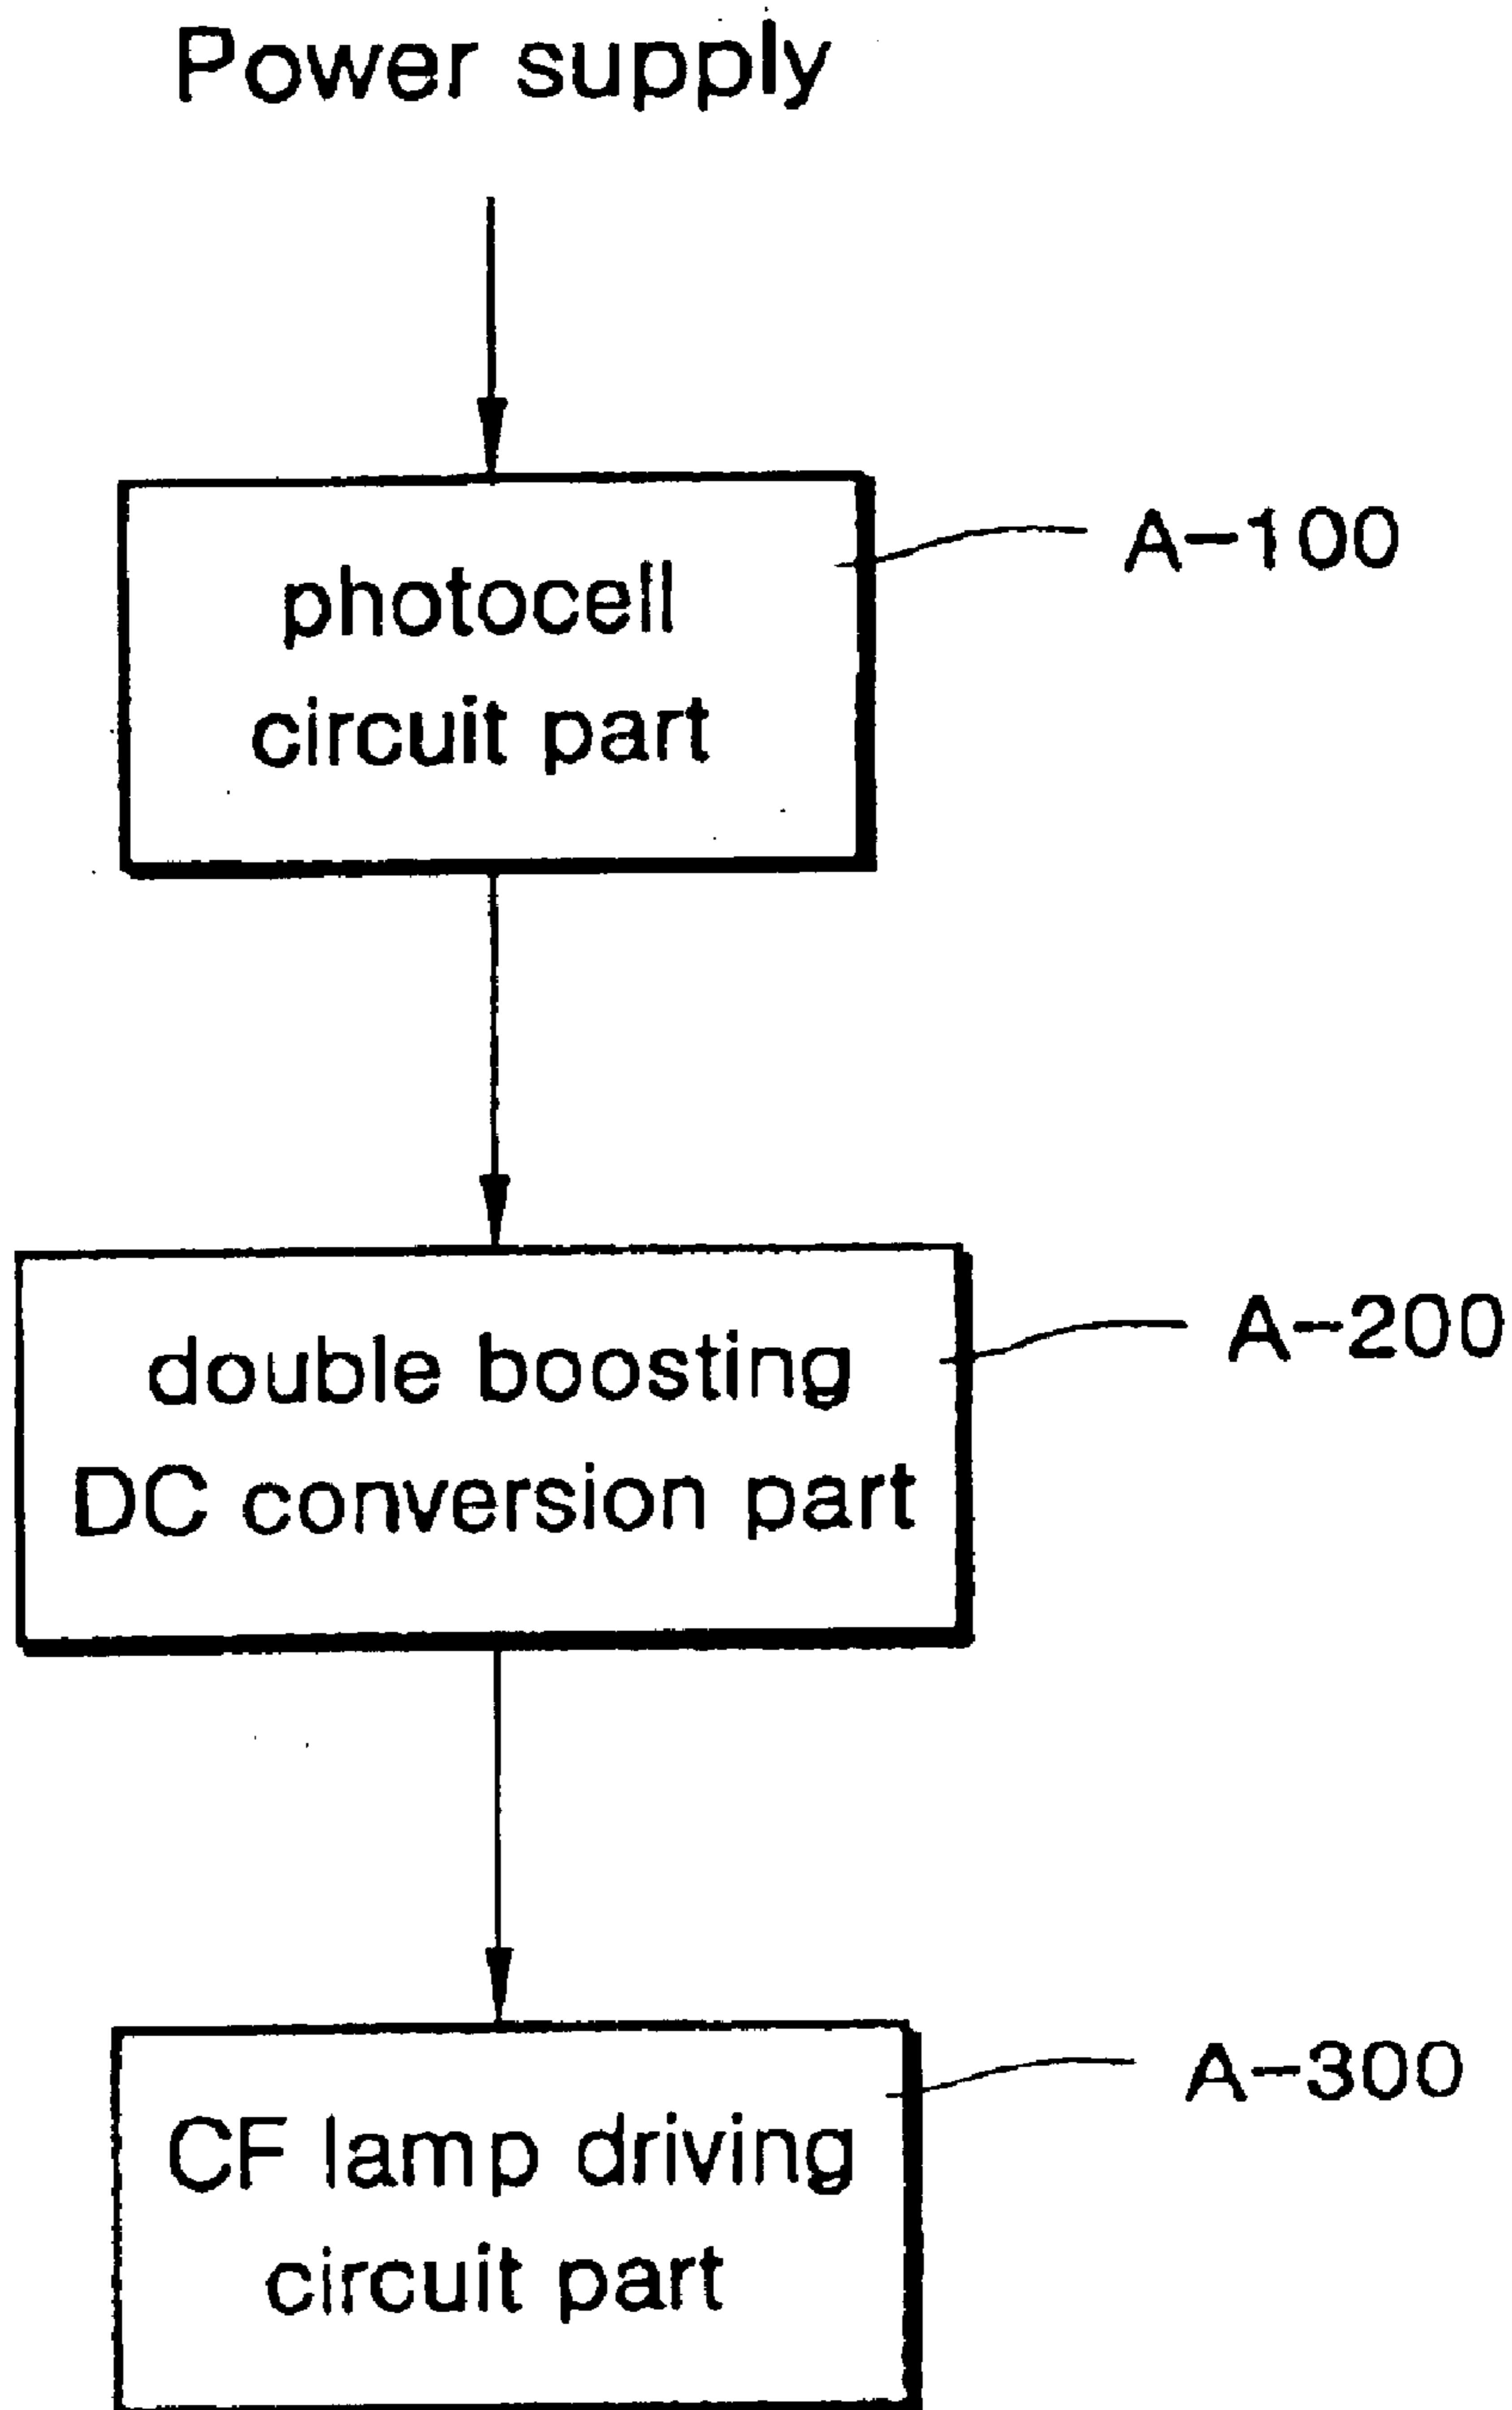 Power supply
photocell
circuit part
A-100
double boosting
DC conversion part
A-200
CF lamp driving
circuit part
A-300